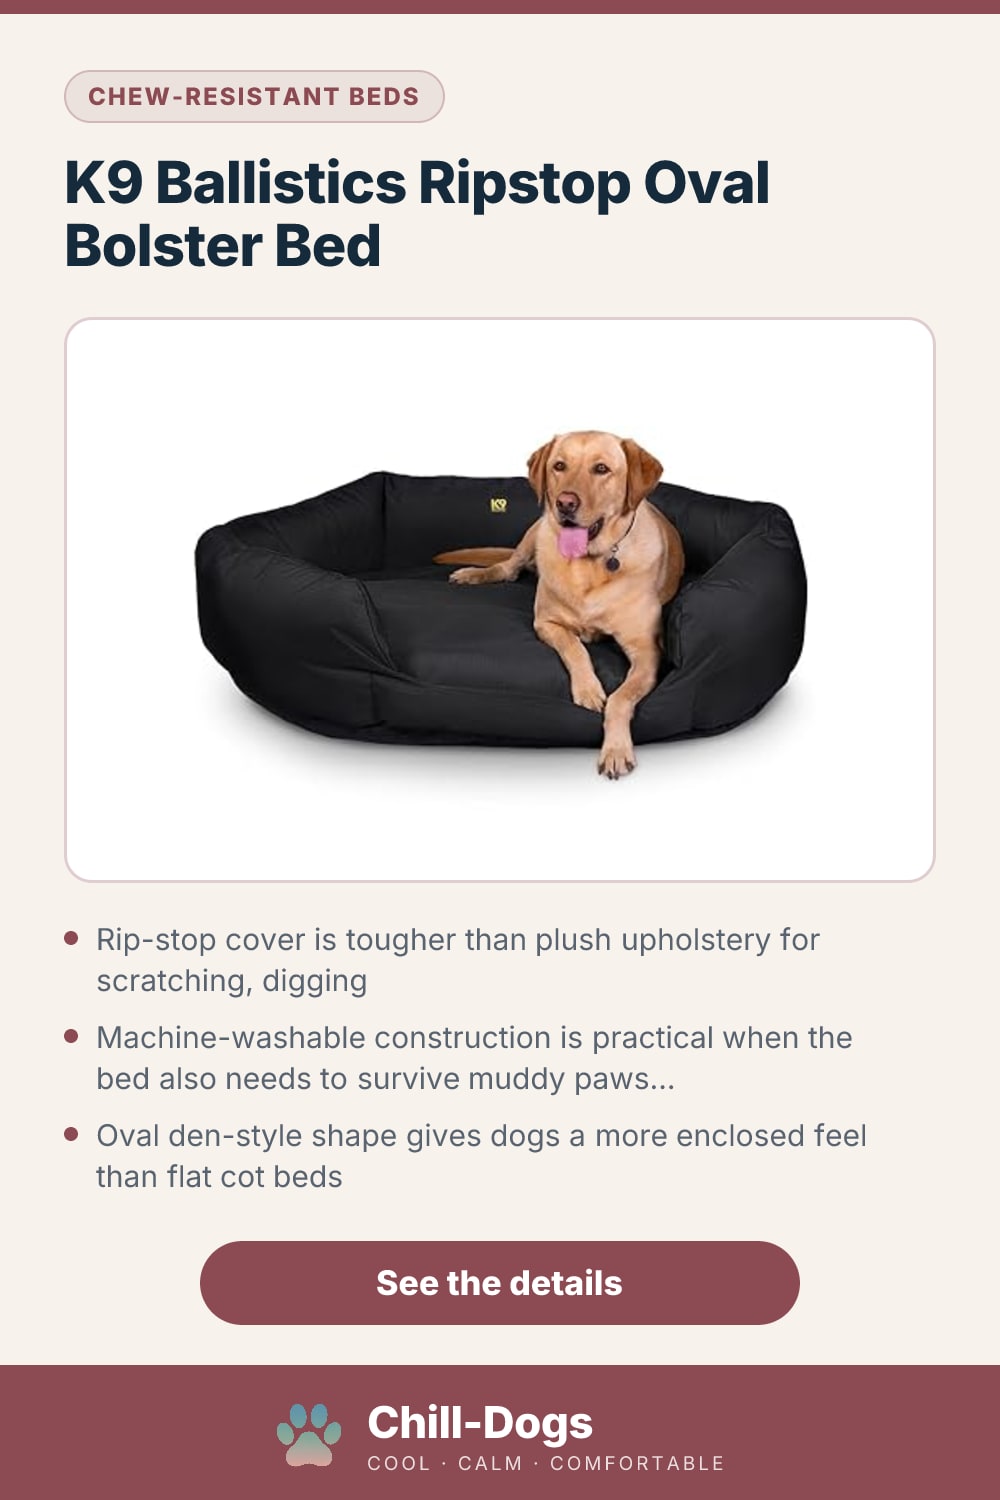 CHEW-RESISTANT BEDS
K9 Ballistics Ripstop Oval
Bolster Bed
K9
Rip-stop cover is tougher than plush upholstery for
scratching, digging
Machine-washable construction is practical when the
bed also needs to survive muddy paws...
Oval den-style shape gives dogs a more enclosed feel
than flat cot beds
See the details
Chill-Dogs
COOL · CALM · COMFORTABLE